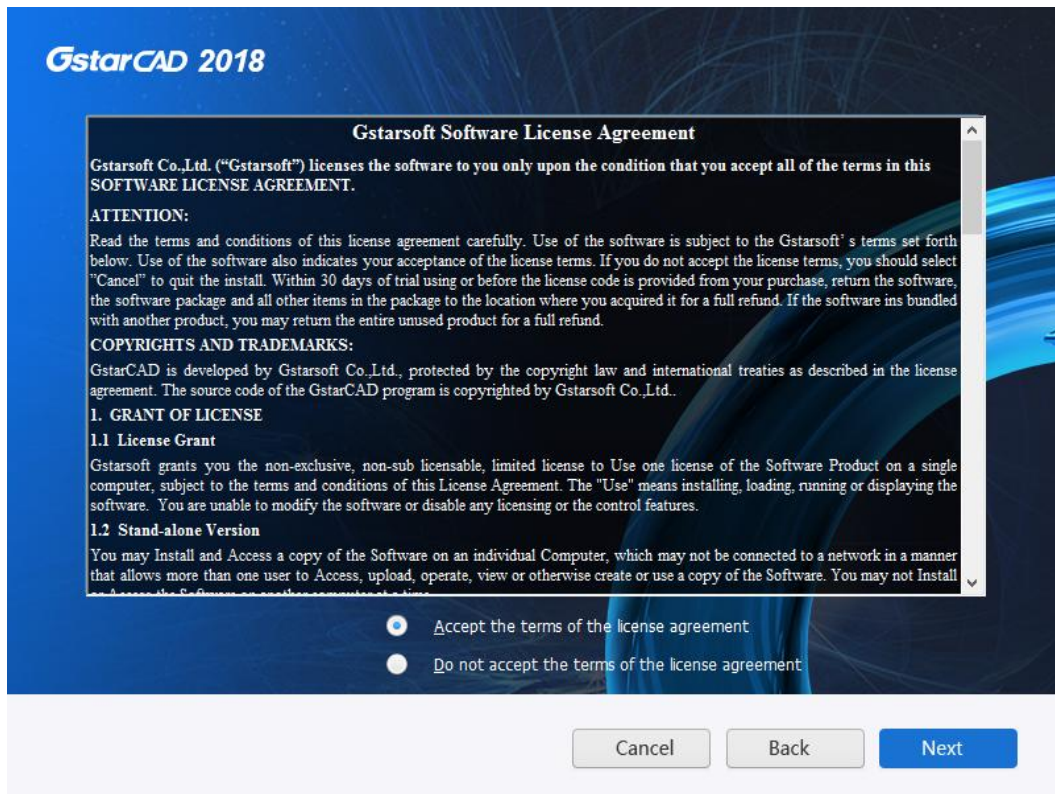 GstarCAD 2018
Gstarsoft Software License Agreement
Gstarsoft Co.,Ltd. (“Gstarsoft”) licenses the software to you only upon the condition that you accept all of the terms in this
SOFTWARE LICENSE AGREEMENT.
ATTENTION:
Read the terms and conditions of this license agreement carefully. Use of the software is subject to the Gstarsoft’ s terms set forth
below. Use of the software also indicates your acceptance of the license terms. If you do not accept the license terms, you should select
”Cancel” to quit the install. Within 30 days of trial using or before the license code is provided from your purchase, return the software,
the software package and all other items in the package to the location where you acquired it for a full refund. If the software ins bundled
with another product, you may return the entire unused product for a full refund.
COPYRIGHTS AND TRADEMARKS:
GstarCAD is developed by Gstarsoft Co.,Ltd., protected by the copyright law and international treaties as described in the license
agreement. The source code of the GstarCAD program is copyrighted by Gstarsoft Co.,Ltd..
1. GRANT OF LICENSE
1.1 License Grant
Gstarsoft grants you the non-exclusive, non-sub licensable, limited license to Use one license of the Software Product on a single
computer, subject to the terms and conditions of this License Agreement. The "Use" means installing, loading, running or displaying the
software. You are unable to modify the software or disable any licensing or the control features.
1.2 Stand-alone Version
You may Install and Access a copy of the Software on an individual Computer, which may not be connected to a network in a manner
that allows more than one user to Access, upload, operate, view or otherwise create or use a copy of the Software. You may not Install
or Access the Software on another computer at a time.
Accept the terms of the license agreement
Do not accept the terms of the license agreement
Cancel Back Next